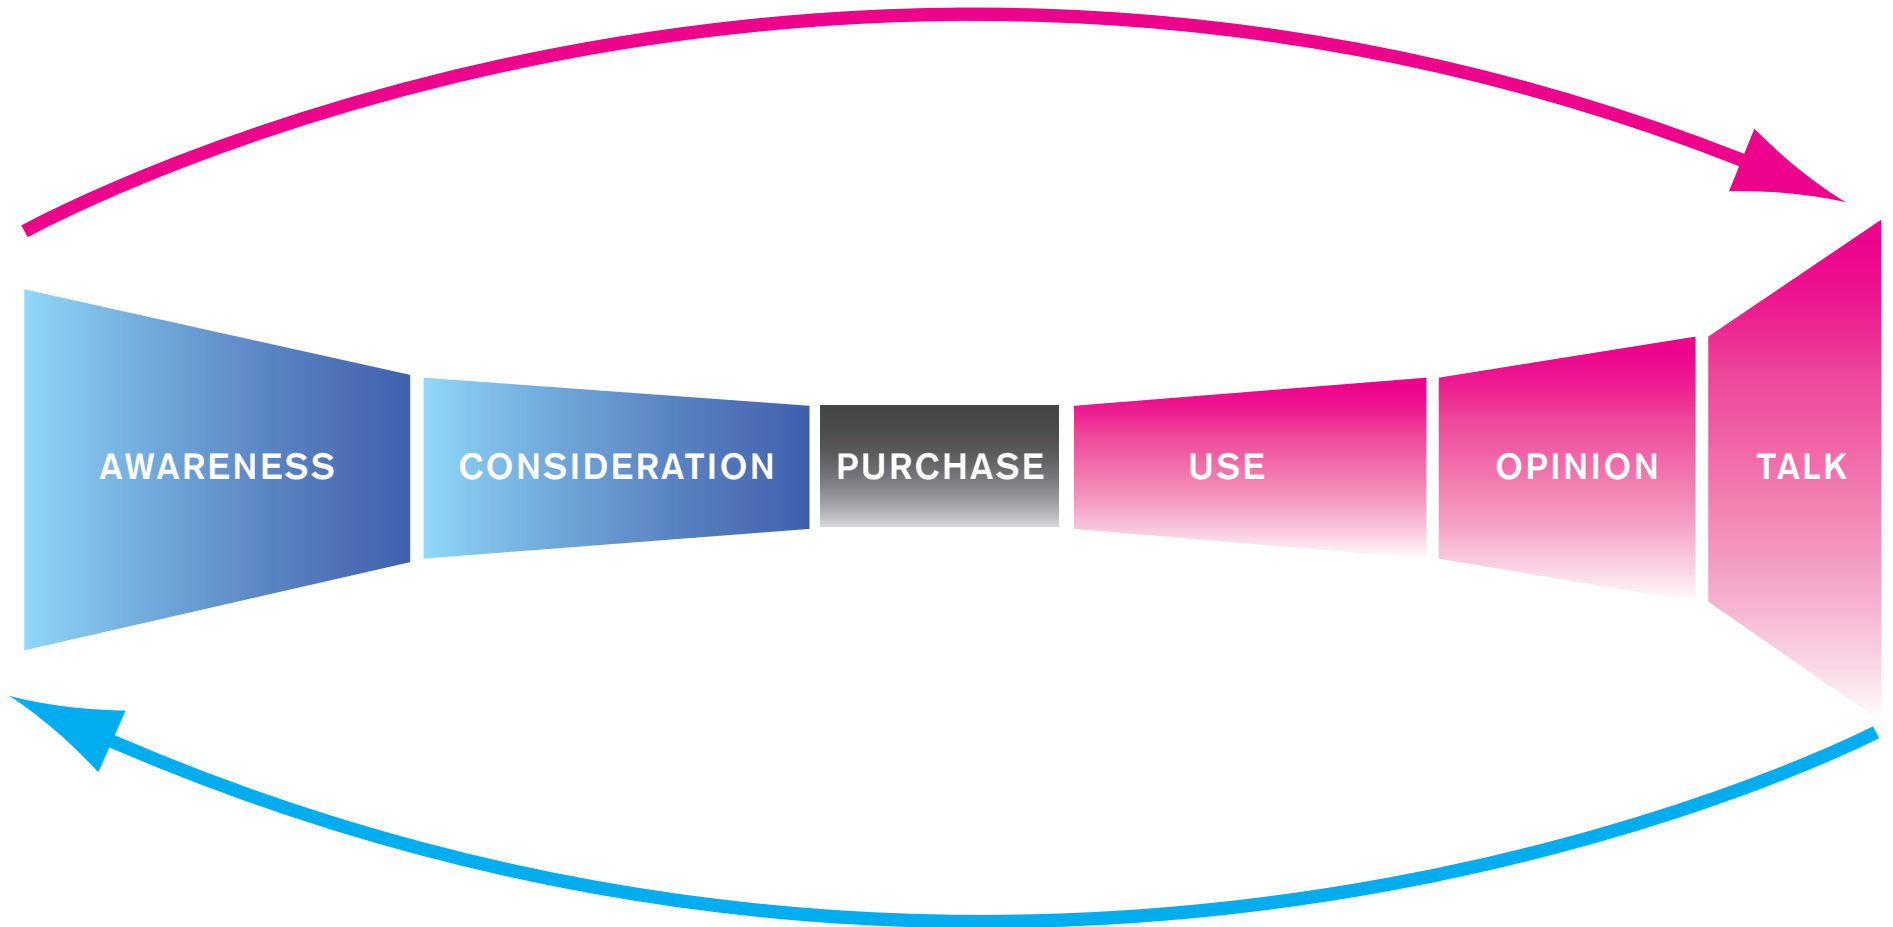 AWARENESS
CONSIDERATION
PURCHASE
USE
OPINION
TALK